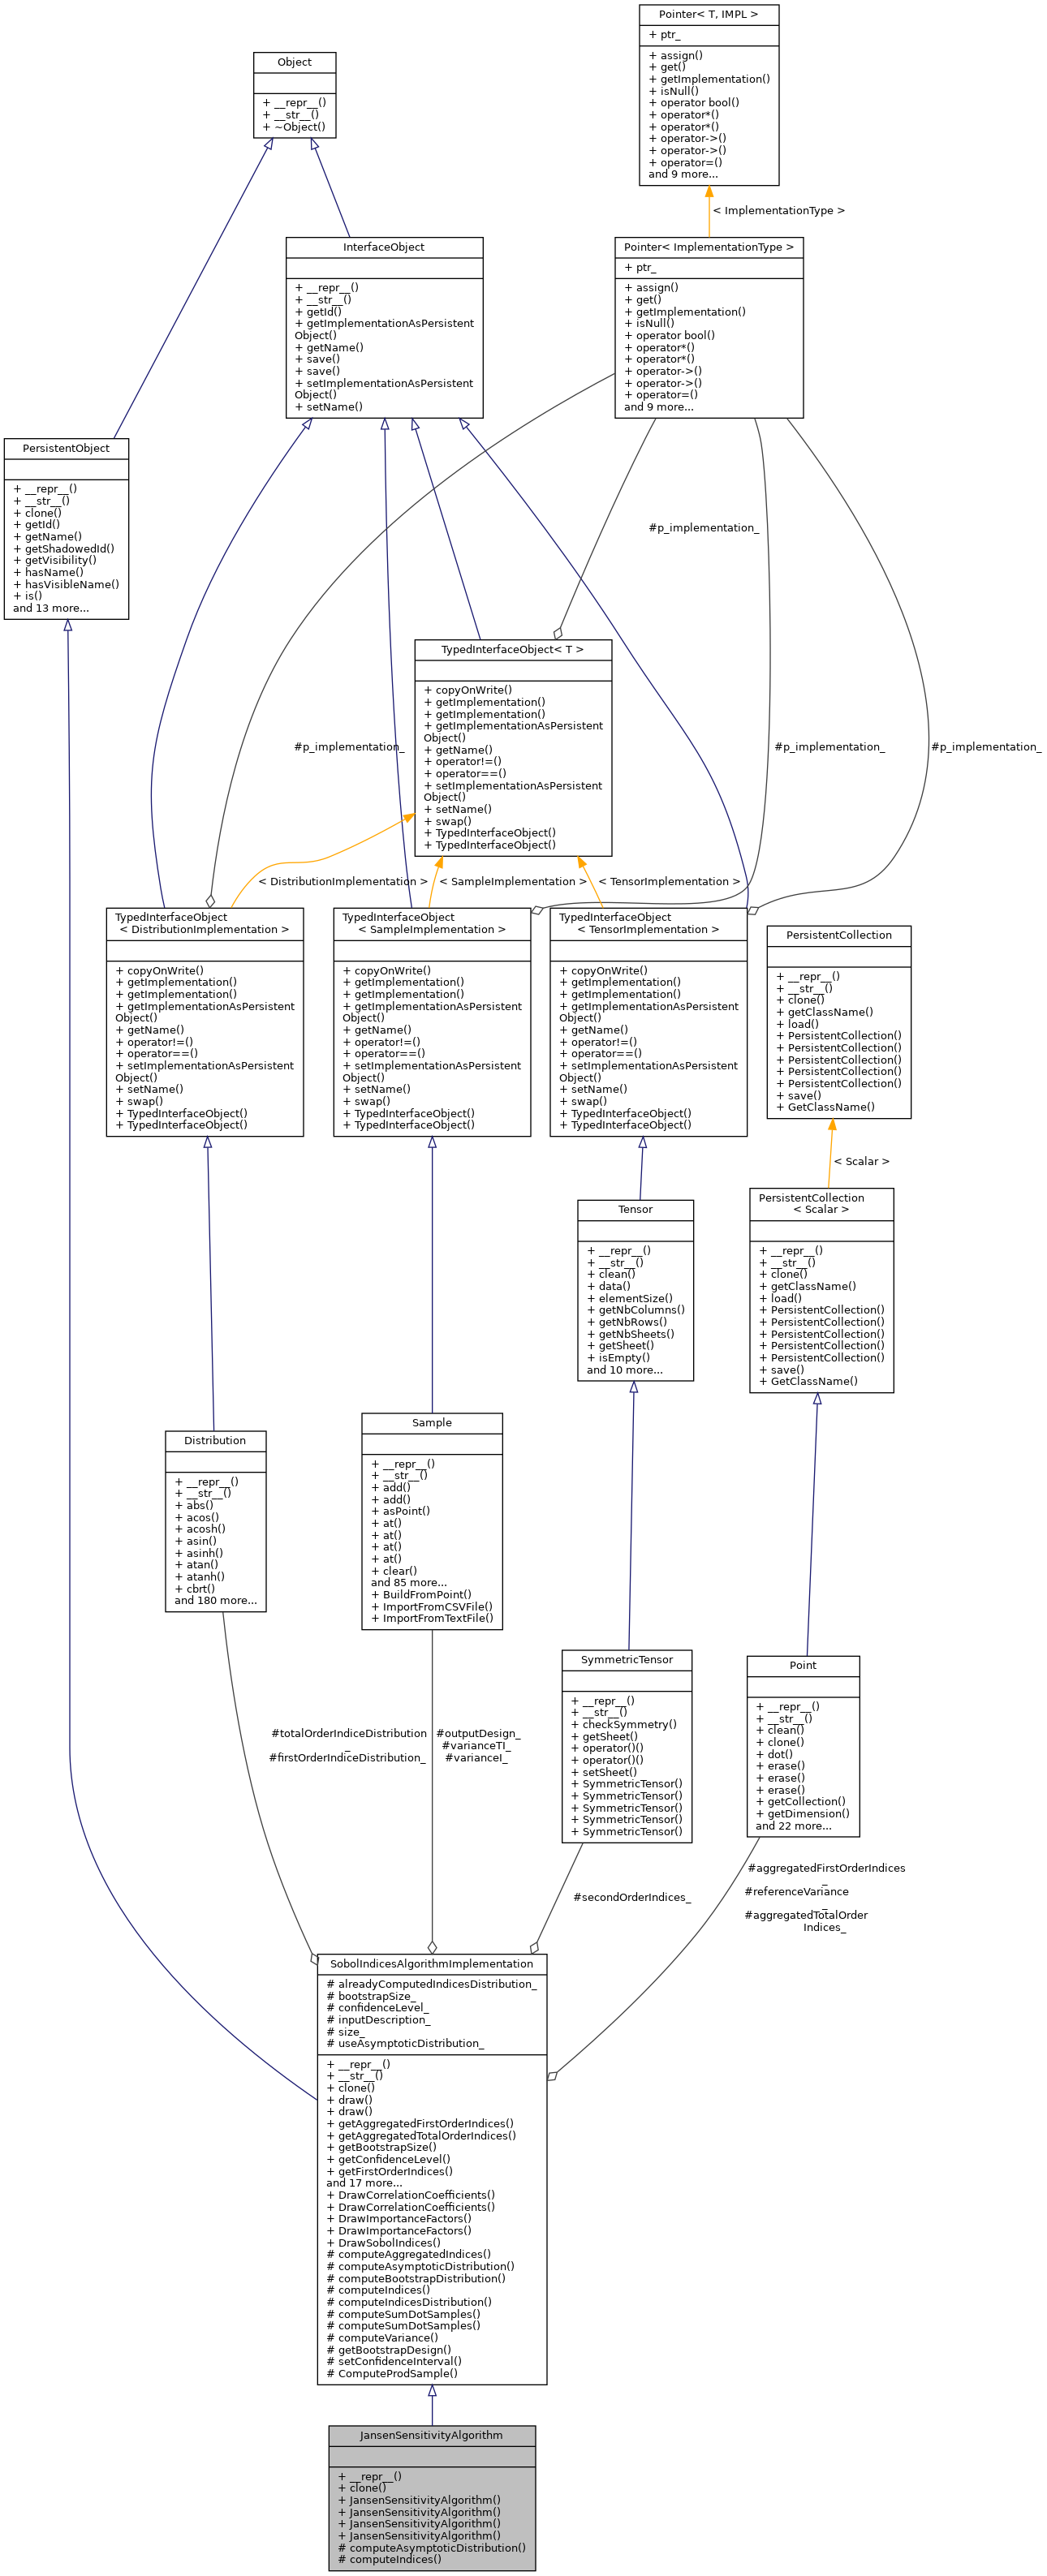 Pointer< T, IMPL >
+ ptr_
+ assign()
+ get()
+ getImplementation()
+ isNull()
+ operator bool()
+ operator*()
+ operator*()
+ operator->()
+ operator->()
+ operator=()
and 9 more...
Object
+ __repr__()
+ __str__()
+ ~Object()
< ImplementationType >
InterfaceObject
+ __repr__()
+ __str__()
+ getId()
+ getImplementationAsPersistent
Object()
+ getName()
+ save()
+ save()
+ setImplementationAsPersistent
Object()
+ setName()
Pointer< ImplementationType >
+ ptr_
+ assign()
+ get()
+ getImplementation()
+ isNull()
+ operator bool()
+ operator*()
+ operator*()
+ operator->()
+ operator->()
+ operator=()
and 9 more...
PersistentObject
+ __repr__()
+ __str__()
+ clone()
+ getId()
+ getName()
+ getShadowedId()
+ getVisibility()
+ hasName()
+ hasVisibleName()
+ is()
and 13 more...
#p_implementation_
TypedInterfaceObject< T >
+ copyOnWrite()
+ getImplementation()
+ getImplementation()
+ getImplementationAsPersistent
Object()
+ getName()
+ operator!=()
+ operator==()
+ setImplementationAsPersistent
Object()
+ setName()
+ swap()
+ TypedInterfaceObject()
+ TypedInterfaceObject()
#p_implementation_
#p_implementation_
#p_implementation_
< DistributionImplementation >
< SampleImplementation >
< TensorImplementation >
TypedInterfaceObject
< DistributionImplementation >
+ copyOnWrite()
+ getImplementation()
+ getImplementation()
+ getImplementationAsPersistent
Object()
+ getName()
+ operator!=()
+ operator==()
+ setImplementationAsPersistent
Object()
+ setName()
+ swap()
+ TypedInterfaceObject()
+ TypedInterfaceObject()
TypedInterfaceObject
< SampleImplementation >
+ copyOnWrite()
+ getImplementation()
+ getImplementation()
+ getImplementationAsPersistent
Object()
+ getName()
+ operator!=()
+ operator==()
+ setImplementationAsPersistent
Object()
+ setName()
+ swap()
+ TypedInterfaceObject()
+ TypedInterfaceObject()
TypedInterfaceObject
< TensorImplementation >
+ copyOnWrite()
+ getImplementation()
+ getImplementation()
+ getImplementationAsPersistent
Object()
+ getName()
+ operator!=()
+ operator==()
+ setImplementationAsPersistent
Object()
+ setName()
+ swap()
+ TypedInterfaceObject()
+ TypedInterfaceObject()
PersistentCollection
+ __repr__()
+ __str__()
+ clone()
+ getClassName()
+ load()
+ PersistentCollection()
+ PersistentCollection()
+ PersistentCollection()
+ PersistentCollection()
+ PersistentCollection()
+ save()
+ GetClassName()
< Scalar >
Tensor
+ __repr__()
+ __str__()
+ clean()
+ data()
+ elementSize()
+ getNbColumns()
+ getNbRows()
+ getNbSheets()
+ getSheet()
+ isEmpty()
and 10 more...
PersistentCollection
< Scalar >
+ __repr__()
+ __str__()
+ clone()
+ getClassName()
+ load()
+ PersistentCollection()
+ PersistentCollection()
+ PersistentCollection()
+ PersistentCollection()
+ PersistentCollection()
+ save()
+ GetClassName()
Distribution
+ __repr__()
+ __str__()
+ abs()
+ acos()
+ acosh()
+ asin()
+ asinh()
+ atan()
+ atanh()
+ cbrt()
and 180 more...
Sample
+ __repr__()
+ __str__()
+ add()
+ add()
+ asPoint()
+ at()
+ at()
+ at()
+ at()
+ clear()
and 85 more...
+ BuildFromPoint()
+ ImportFromCSVFile()
+ ImportFromTextFile()
SymmetricTensor
+ __repr__()
+ __str__()
+ checkSymmetry()
+ getSheet()
+ operator()()
+ operator()()
+ setSheet()
+ SymmetricTensor()
+ SymmetricTensor()
+ SymmetricTensor()
+ SymmetricTensor()
+ SymmetricTensor()
Point
+ __repr__()
+ __str__()
+ clean()
+ clone()
+ dot()
+ erase()
+ erase()
+ erase()
+ getCollection()
+ getDimension()
and 22 more...
#totalOrderIndiceDistribution
_
#firstOrderIndiceDistribution_
#outputDesign_
#varianceTI_
#varianceI_
#secondOrderIndices_
#aggregatedFirstOrderIndices
_
#referenceVariance
_ _
#aggregatedTotalOrder
Indices_
SobolIndicesAlgorithmImplementation
# alreadyComputedIndicesDistribution_
# bootstrapSize_
# confidenceLevel_
# inputDescription_
# size_
# useAsymptoticDistribution_
+ __repr__()
+ __str__()
+ clone()
+ draw()
+ draw()
+ getAggregatedFirstOrderIndices()
+ getAggregatedTotalOrderIndices()
+ getBootstrapSize()
+ getConfidenceLevel()
+ getFirstOrderIndices()
and 17 more...
+ DrawCorrelationCoefficients()
+ DrawCorrelationCoefficients()
+ DrawImportanceFactors()
+ DrawImportanceFactors()
+ DrawSobolIndices()
# computeAggregatedIndices()
# computeAsymptoticDistribution()
# computeBootstrapDistribution()
# computeIndices()
# computeIndicesDistribution()
# computeSumDotSamples()
# computeSumDotSamples()
# computeVariance()
# getBootstrapDesign()
# setConfidenceInterval()
# ComputeProdSample()
JansenSensitivityAlgorithm
+ __repr__()
+ clone()
+ JansenSensitivityAlgorithm()
+ JansenSensitivityAlgorithm()
+ JansenSensitivityAlgorithm()
+ JansenSensitivityAlgorithm()
# computeAsymptoticDistribution()
# computeIndices()